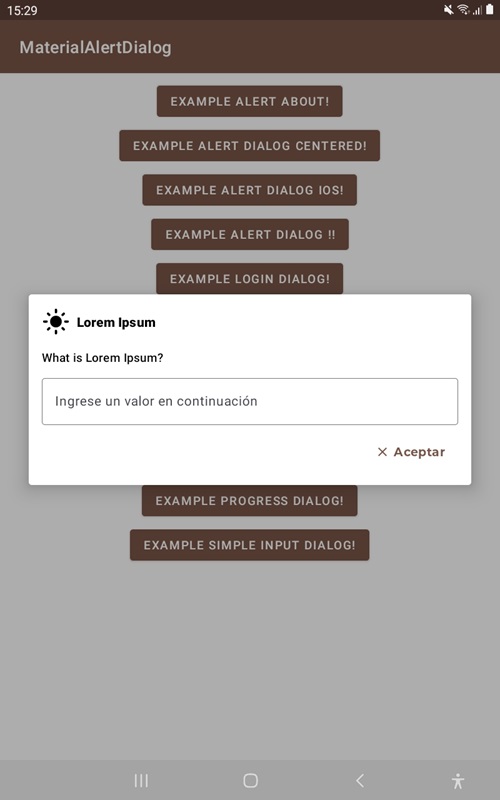 15:29
MaterialAlertDialog
EXAMPLE ALERT ABOUT!
EXAMPLE ALERT DIALOG CENTERED!
EXAMPLE ALERT DIALOG IOS!
EXAMPLE ALERT DIALOG !!
EXAMPLE LOGIN DIALOG!
Lorem Ipsum
What is Lorem Ipsum?
Ingrese un valor en continuación
Aceptar
EXAMPLE PROGRESS DIALOG!
EXAMPLE SIMPLE INPUT DIALOG!